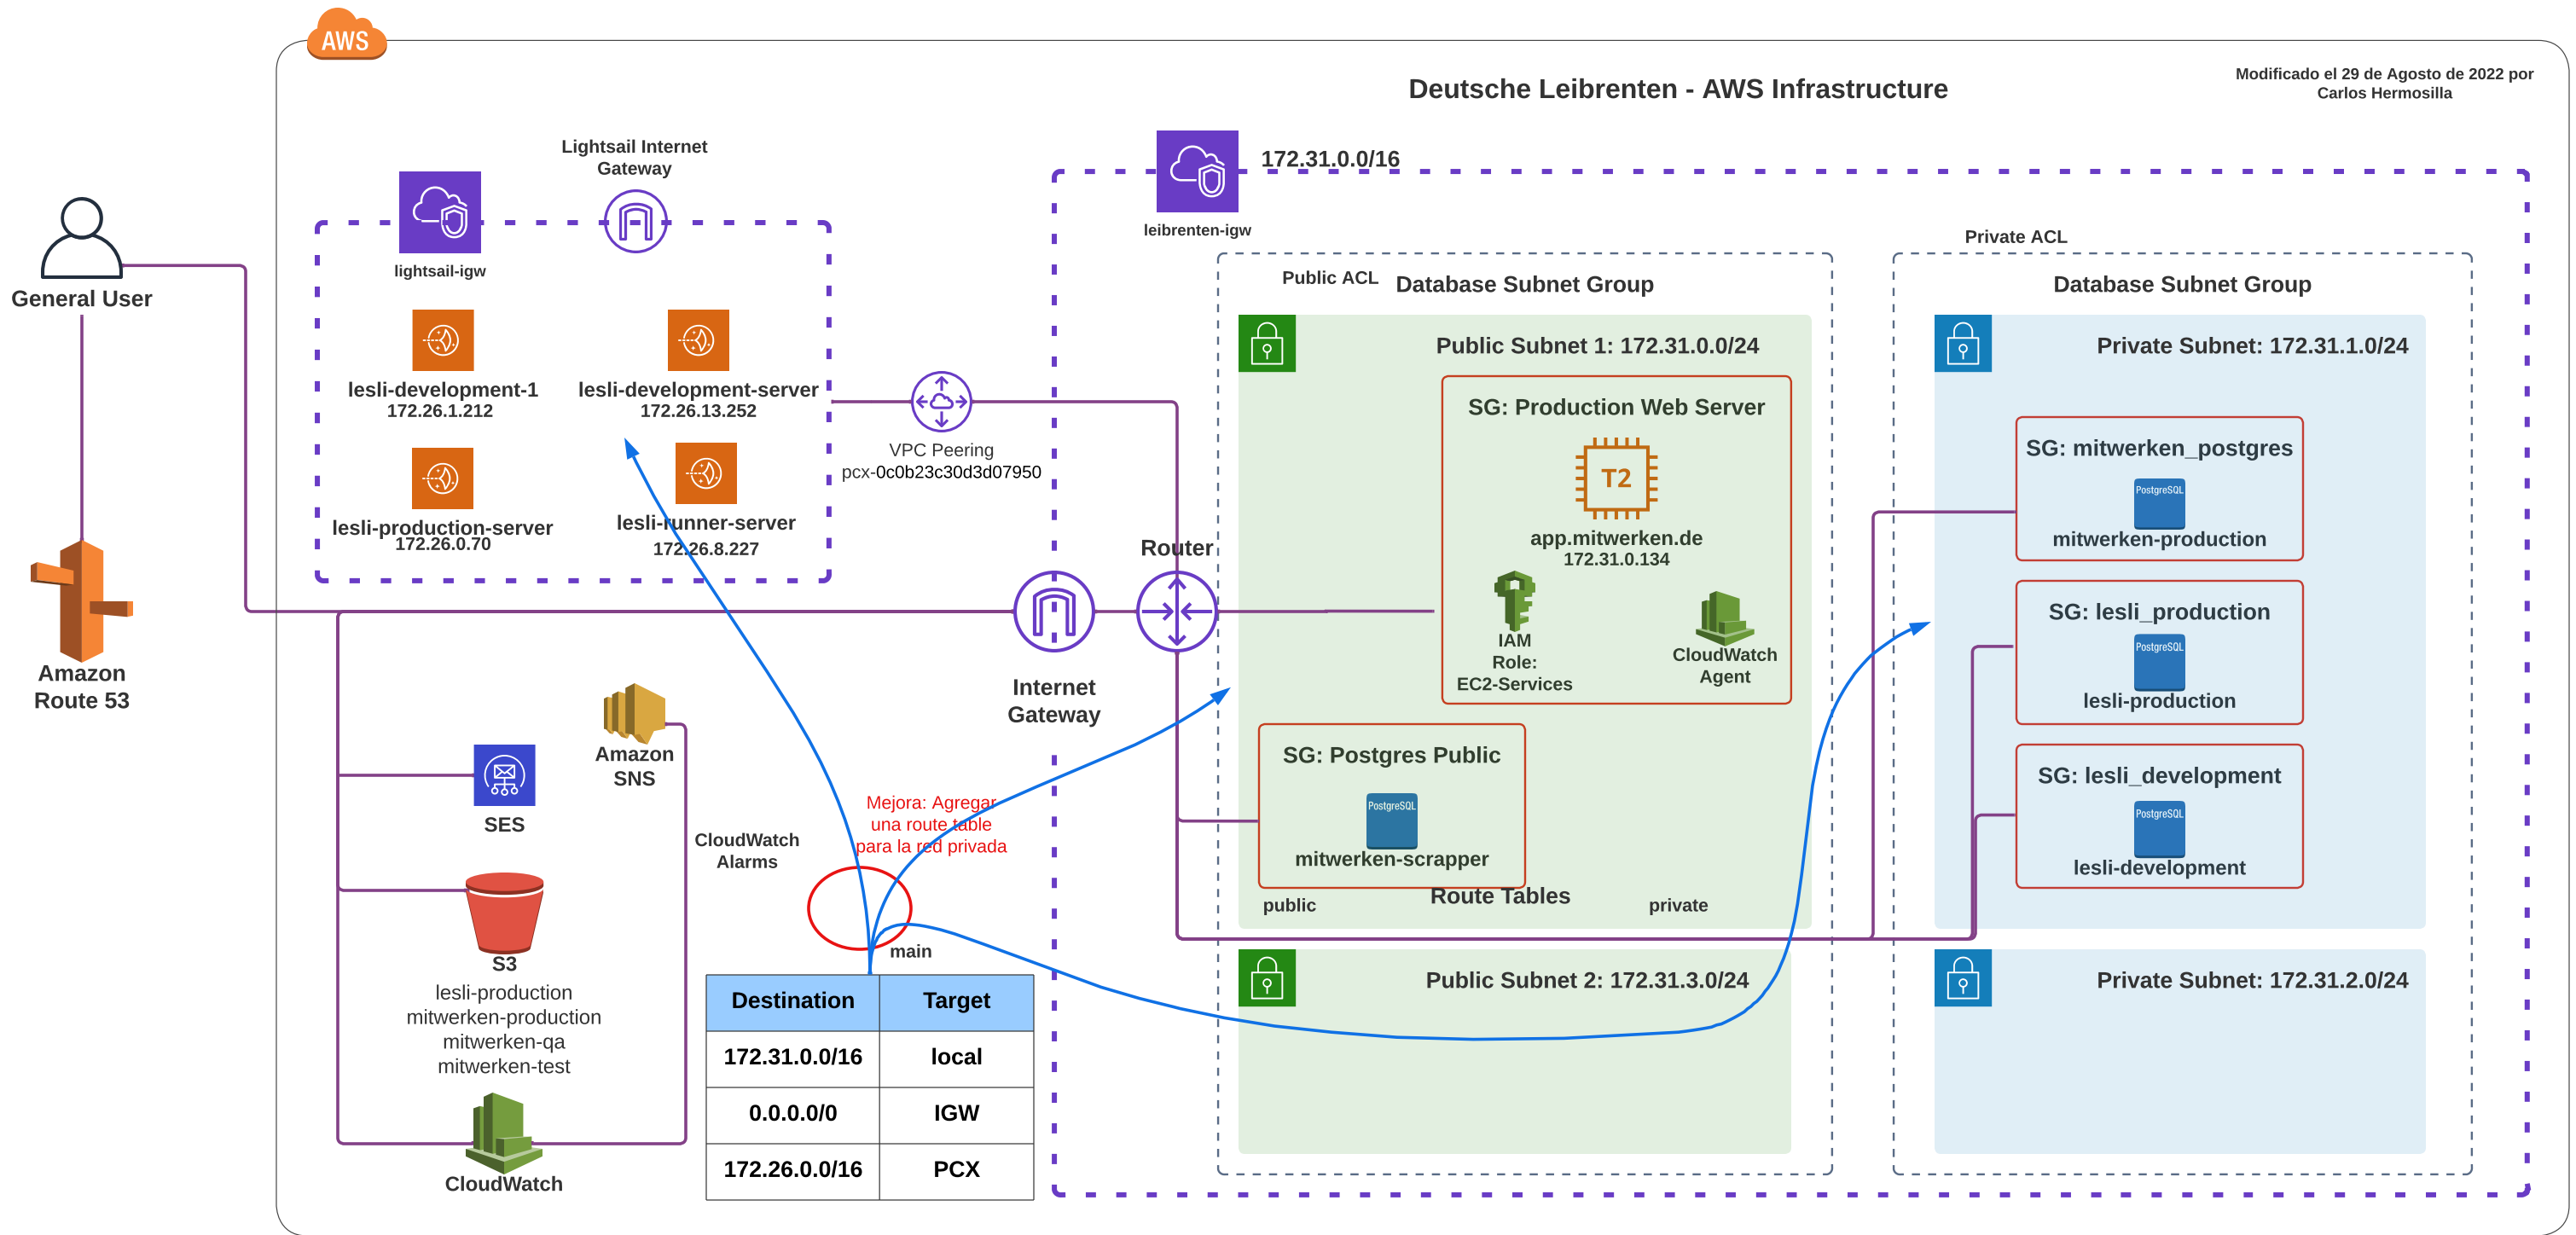 AWS
Deutsche Leibrenten - AWS Infrastructure
Modificado el 29 de Agosto de 2022 por
Carlos Hermosilla
Lightsail Internet
Gateway
lightsail-igw
172.31.0.0/16
leibrenten-igw
General User
Amazon
Route 53
lesli-development-1
172.26.1.212
lesli-development-server
172.26.13.252
lesli-production-server
172.26.0.70
lesli-runner-server
172.26.8.227
VPC Peering
pcx-0c0b23c30d3d07950
Router
Internet
Gateway
Public ACL
Database Subnet Group
Public Subnet 1: 172.31.0.0/24
SG: Production Web Server
T2
app.mitwerken.de
172.31.0.134
IAM
Role:
EC2-Services
CloudWatch
Agent
SG: Postgres Public
PostgreSQL
mitwerken-scrapper
Route Tables
public
private
Public Subnet 2: 172.31.3.0/24
Private ACL
Database Subnet Group
Private Subnet: 172.31.1.0/24
SG: mitwerken_postgres
PostgreSQL
mitwerken-production
SG: lesli_production
PostgreSQL
lesli-production
SG: lesli_development
PostgreSQL
lesli-development
Private Subnet: 172.31.2.0/24
Amazon
SNS
SES
CloudWatch
Alarms
S3
lesli-production
mitwerken-production
mitwerken-qa
mitwerken-test
CloudWatch
Mejora: Agregar
una route table
para la red privada
main
Destination Target
172.31.0.0/16 local
0.0.0.0/0 IGW
172.26.0.0/16 PCX